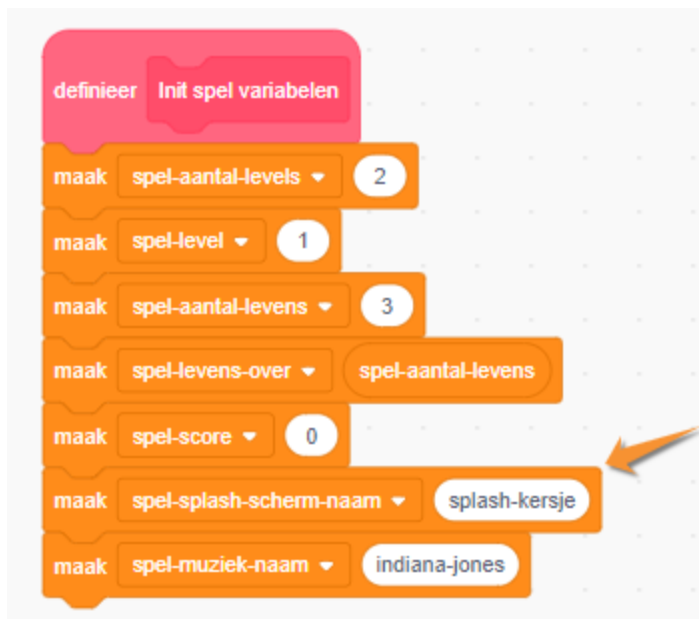 definieer Init spel variabelen
maak spel-aantal-levels 2
maak spel-level 1
maak spel-aantal-levens 3
maak spel-levens-over spel-aantal-levens
maak spel-score 0
maak spel-splash-scherm-naam splash-kersje
maak spel-muziek-naam indiana-jones